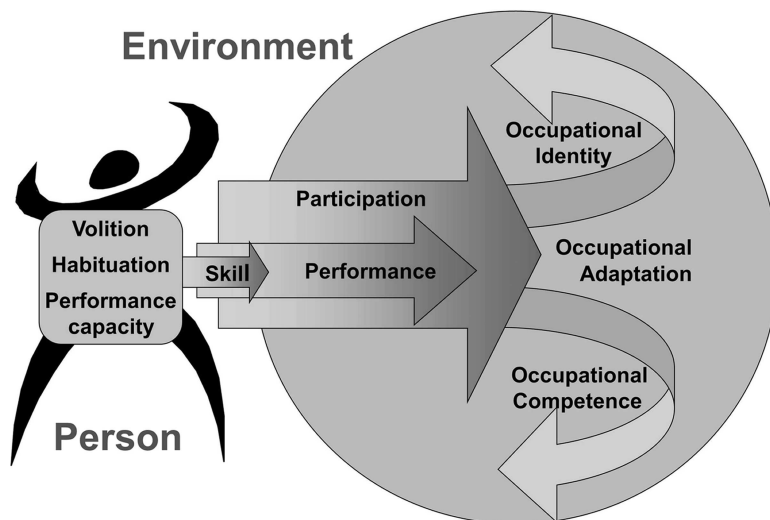 Environment
Occupational
Identity
Participation
Volition
Habituation
Performance
capacity
Skill
Performance
Occupational
Adaptation
Occupational
Competence
Person